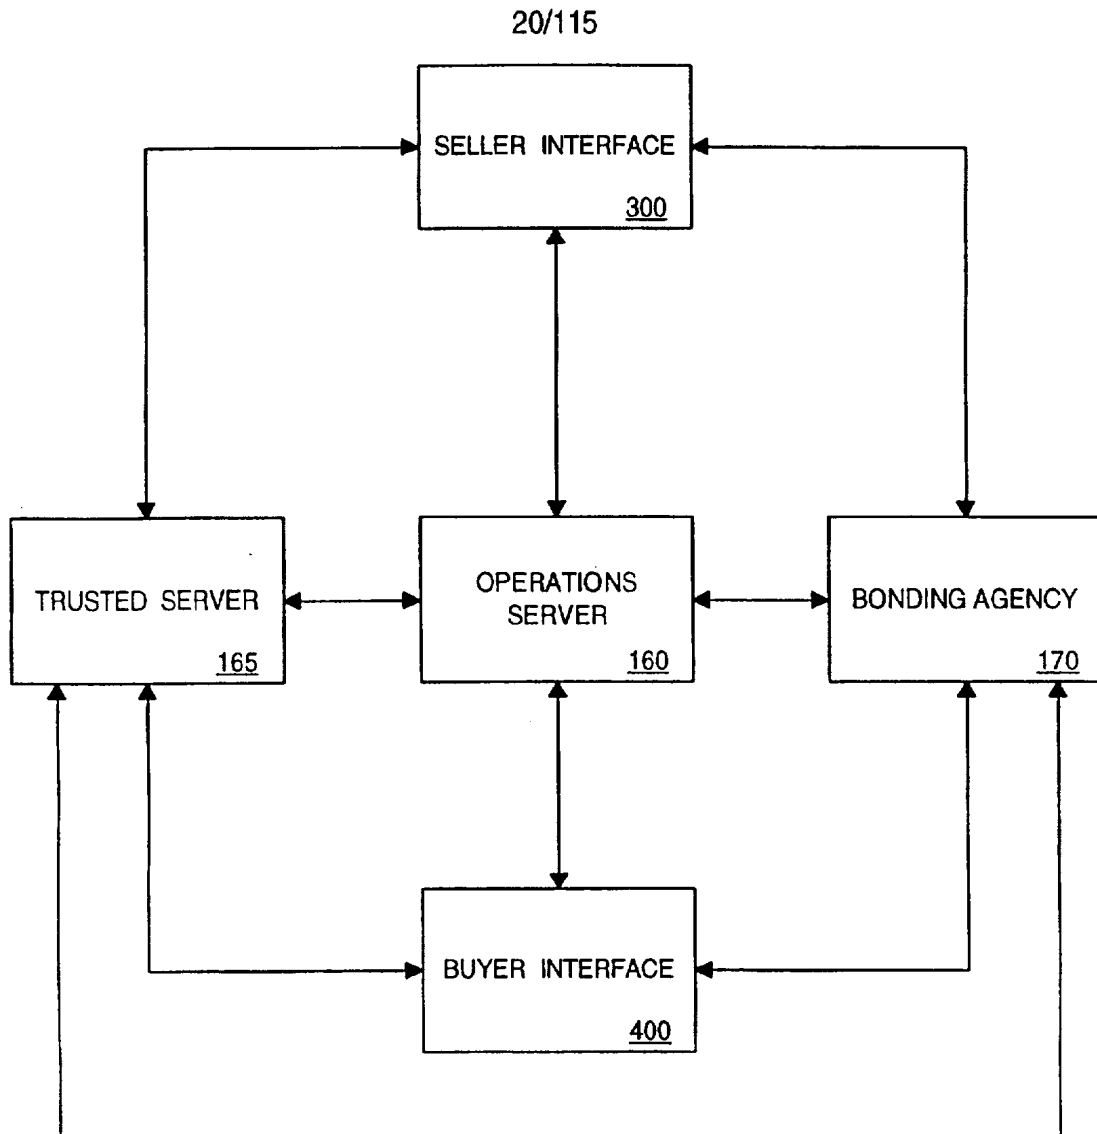 20/115
SELLER INTERFACE
300
TRUSTED SERVER
165
OPERATIONS
SERVER
160
BONDING AGENCY
170
BUYER INTERFACE
400